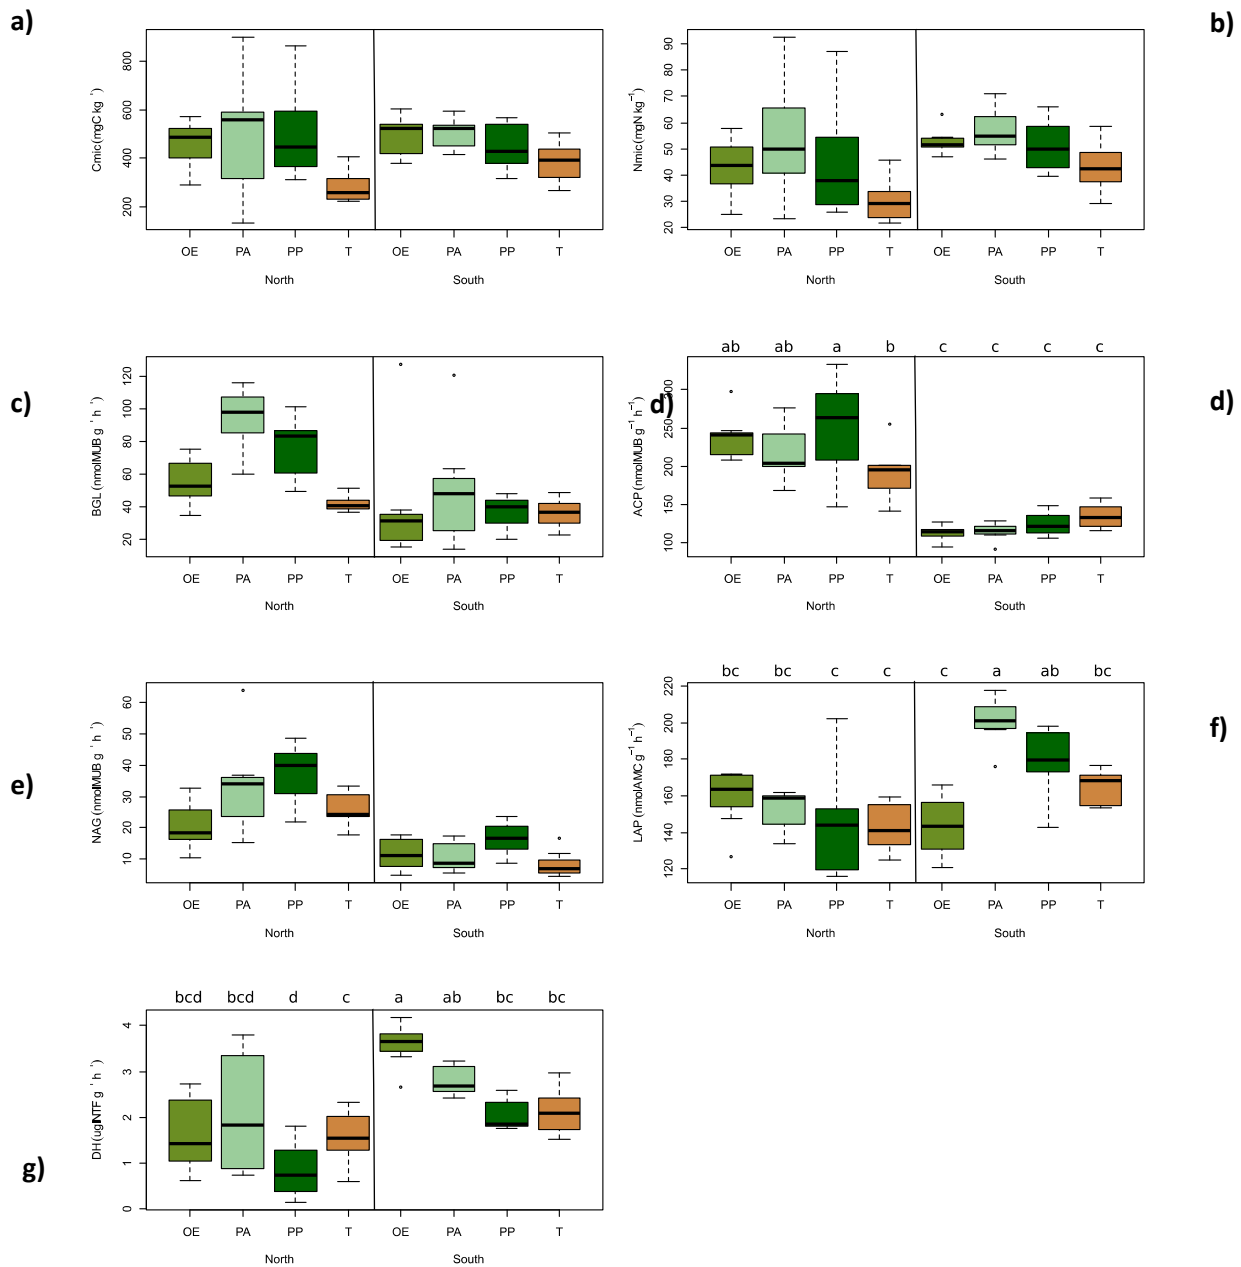 a)
b)
Cmic (mgC kg⁻¹)
800
600
400
200
OE PA PP T OE PA PP T
North South
Nmic (mgN kg⁻¹)
90
80
70
60
50
40
30
20
OE PA PP T OE PA PP T
North South
c)
BGL (nmolMUB g⁻¹ h⁻¹)
120
100
80
60
40
20
OE PA PP T OE PA PP T
North South
d)
d)
ab ab a b c c c c
ACP (nmolMUB g⁻¹ h⁻¹)
300
250
200
150
100
OE PA PP T OE PA PP T
North South
e)
NAG (nmolMUB g⁻¹ h⁻¹)
60
50
40
30
20
10
OE PA PP T OE PA PP T
North South
f)
bc bc c c c a ab bc
LAP (nmolAMC g⁻¹ h⁻¹)
220
200
180
160
140
120
OE PA PP T OE PA PP T
North South
g)
bcd bcd d c a ab bc bc
DH (ugINTF g⁻¹ h⁻¹)
4
3
2
1
0
OE PA PP T OE PA PP T
North South